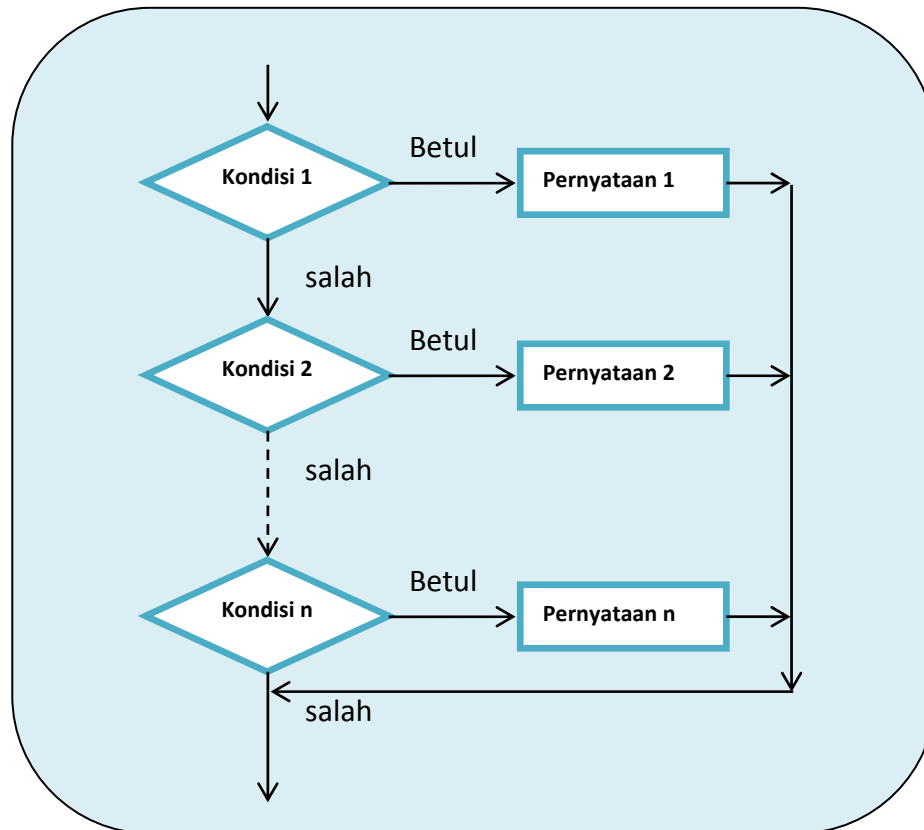 Betul
Kondisi 1
Pernyataan 1
salah
Betul
Kondisi 2
Pernyataan 2
salah
Betul
Kondisi n
Pernyataan n
salah